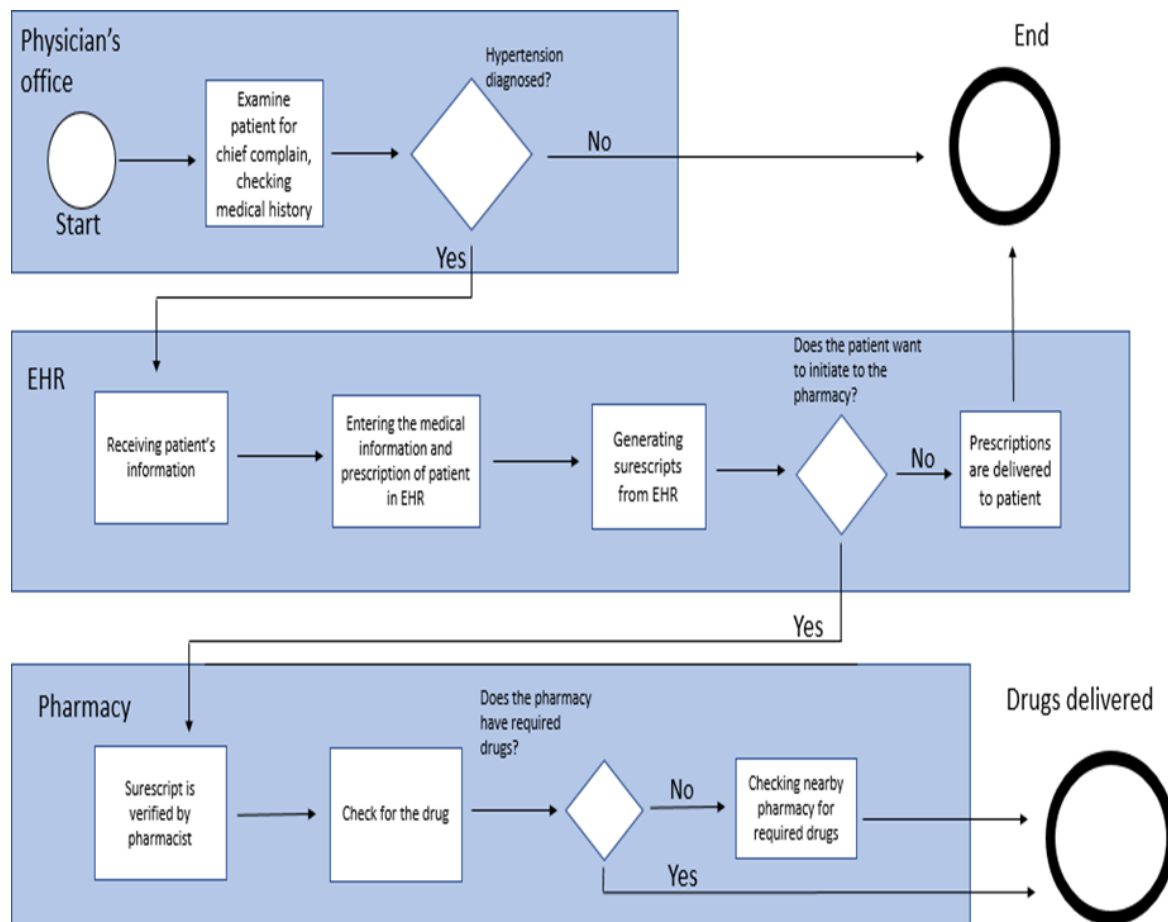 Physician's
office
Start
Examine
patient for
chief complain,
checking
medical history
Hypertension
diagnosed?
No
Yes
End
EHR
Receiving patient's
information
Entering the medical
information and
prescription of patient
in EHR
Generating
surescripts
from EHR
Does the patient want
to initiate to the
pharmacy?
No
Prescriptions
are delivered
to patient
Yes
Pharmacy
Surescript is
verified by
pharmacist
Check for the drug
Does the pharmacy
have required
drugs?
No
Checking nearby
pharmacy for
required drugs
Yes
Drugs delivered